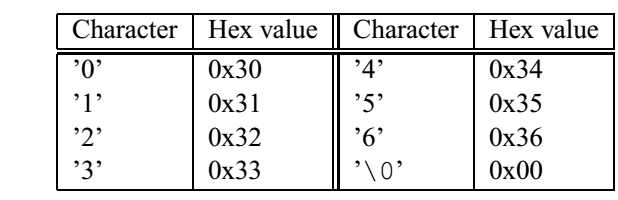 Character Hex value Character Hex value
’0’ 0x30 ’4’ 0x34
’1’ 0x31 ’5’ 0x35
’2’ 0x32 ’6’ 0x36
’3’ 0x33 ’\0’ 0x00